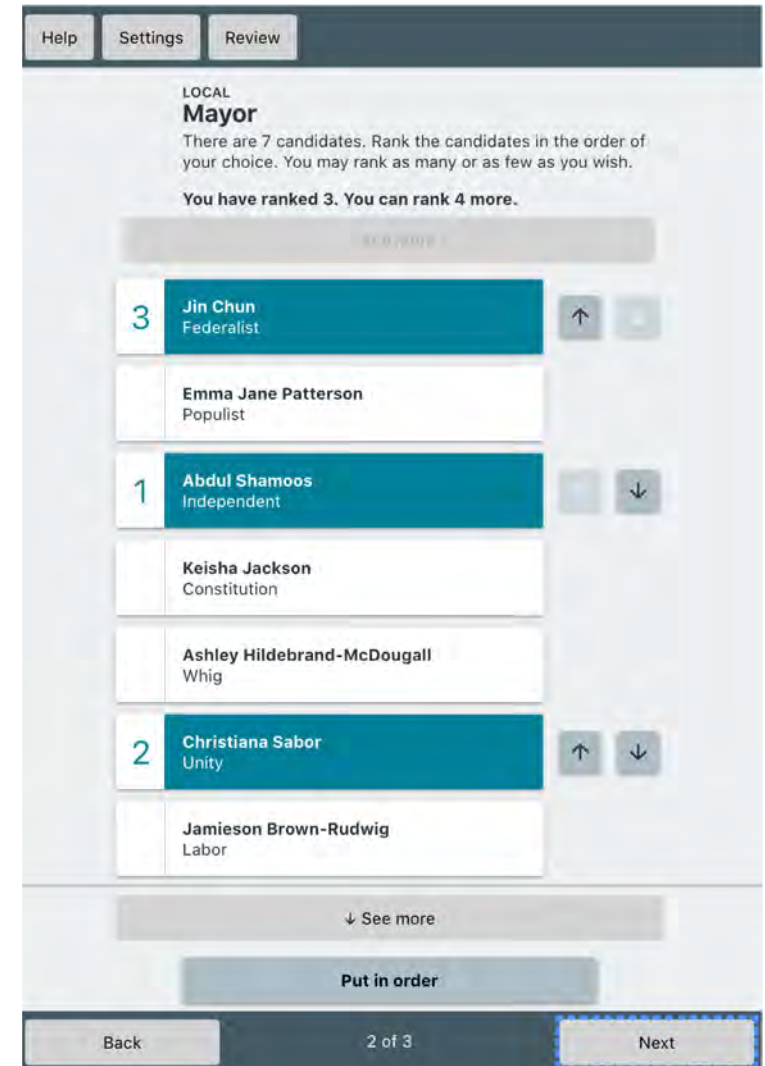 Help Settings Review
LOCAL
Mayor
There are 7 candidates. Rank the candidates in the order of
your choice. You may rank as many or as few as you wish.
You have ranked 3. You can rank 4 more.
3 Jin Chun ↑
Federalist
Emma Jane Patterson
Populist
1 Abdul Shamoos ↓
Independent
Keisha Jackson
Constitution
Ashley Hildebrand-McDougall
Whig
2 Christiana Sabor ↑ ↓
Unity
Jamieson Brown-Rudwig
Labor
↓ See more
Put in order
Back 2 of 3 Next